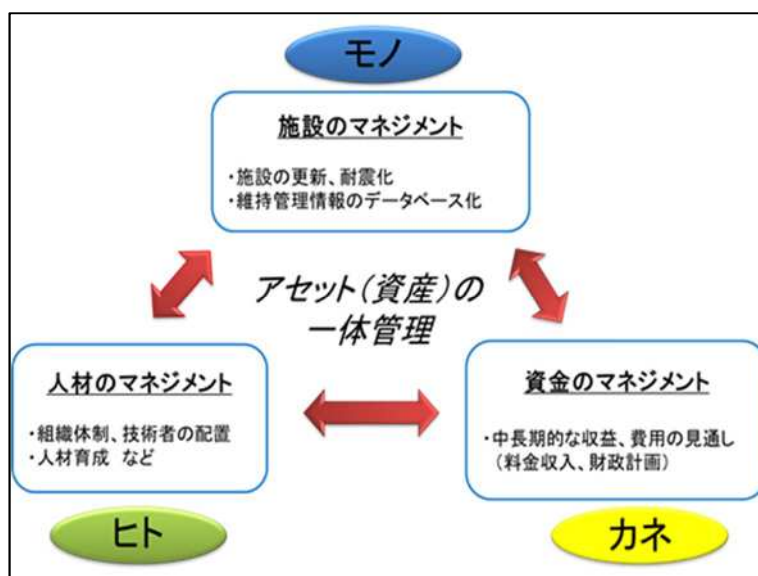 モノ
施設のマネジメント
・施設の更新、耐震化
・維持管理情報のデータベース化
アセット(資産)の
一体管理
人材のマネジメント
・組織体制、技術者の配置
・人材育成 など
ヒト
資金のマネジメント
・中長期的な収益、費用の見通し
(料金収入、財政計画)
カネ